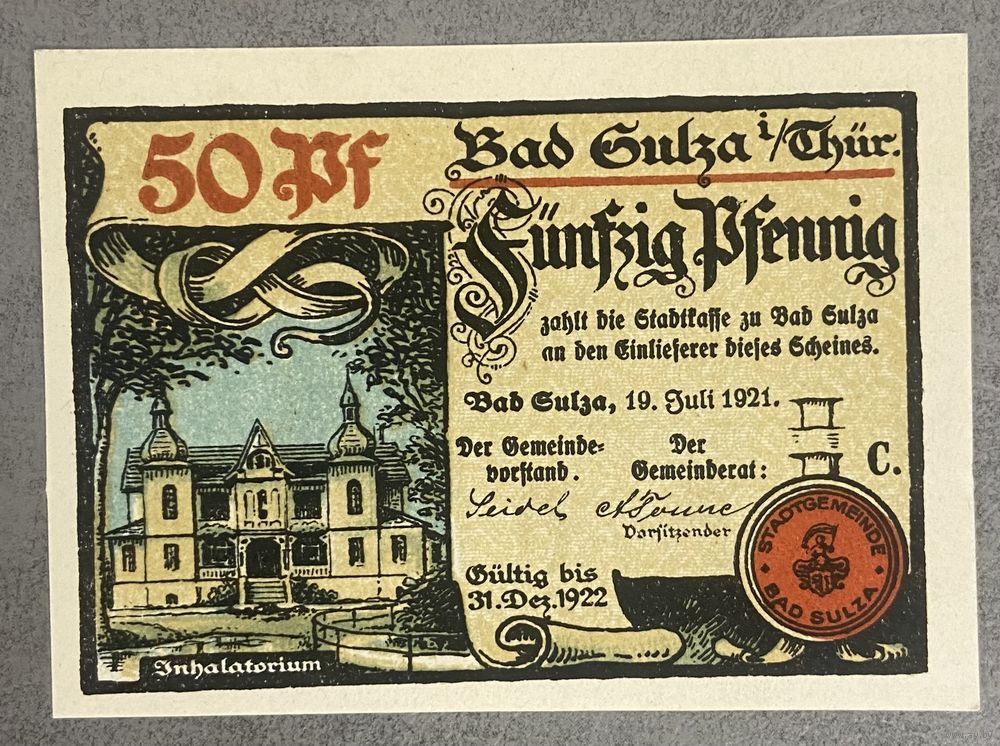 50 Pf
Bad Sulza i/Thür.
Fünfzig Pfennig
zahlt die Stadtkasse zu Bad Sulza
an den Einlieferer dieses Scheines.
Bad Sulza, 19. Juli 1921.
Der Gemeinde-
vorstand.
Der
Gemeinderat:
C.
Seidel
Vorsitzender
Gültig bis
31. Dez. 1922
STADTGEMEINDE
BAD SULZA
Inhalatorium